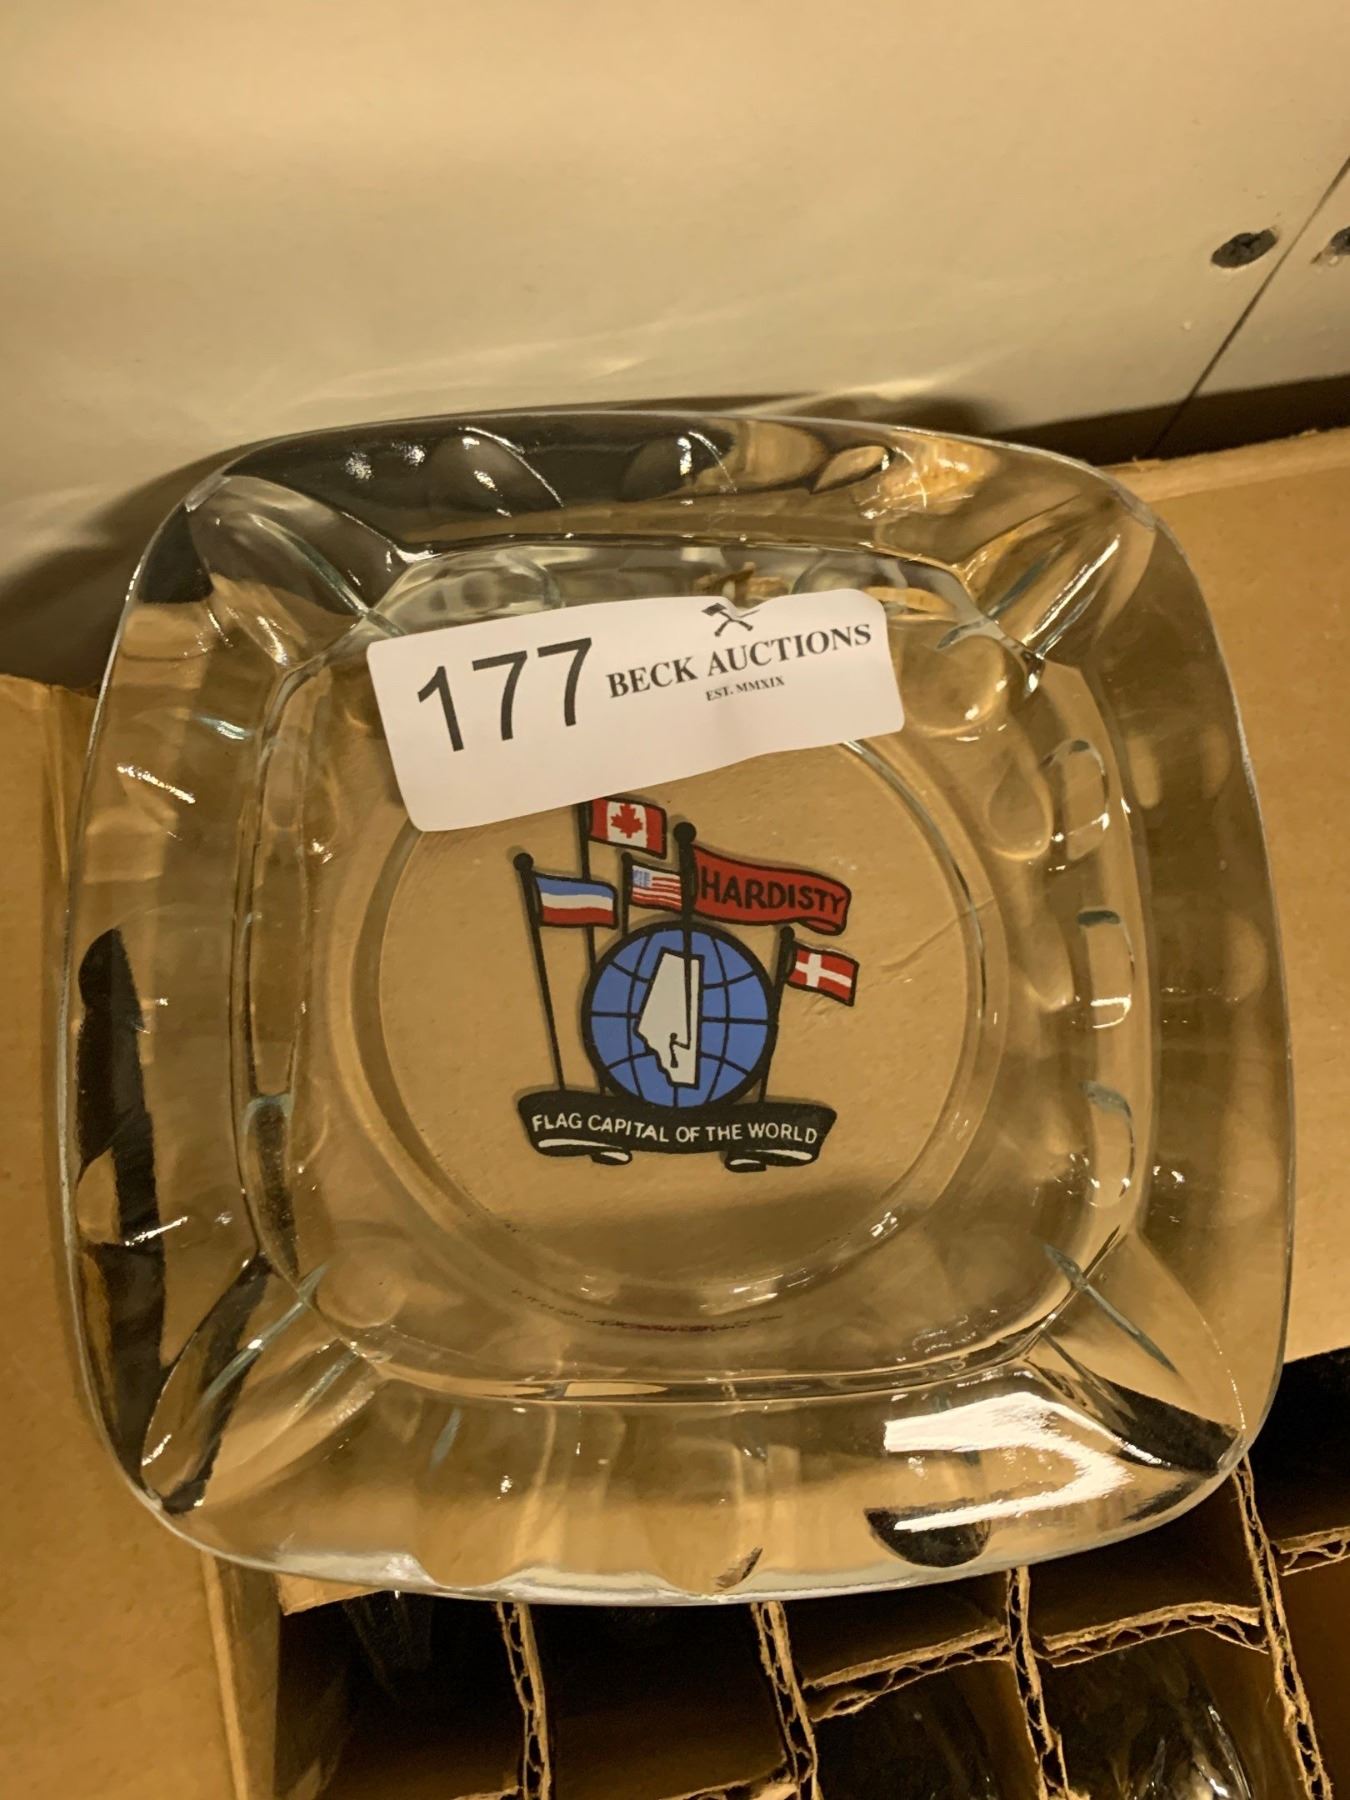 177
BECK AUCTIONS
EST. MMXIX
HARDISTY
FLAG CAPITAL OF THE WORLD